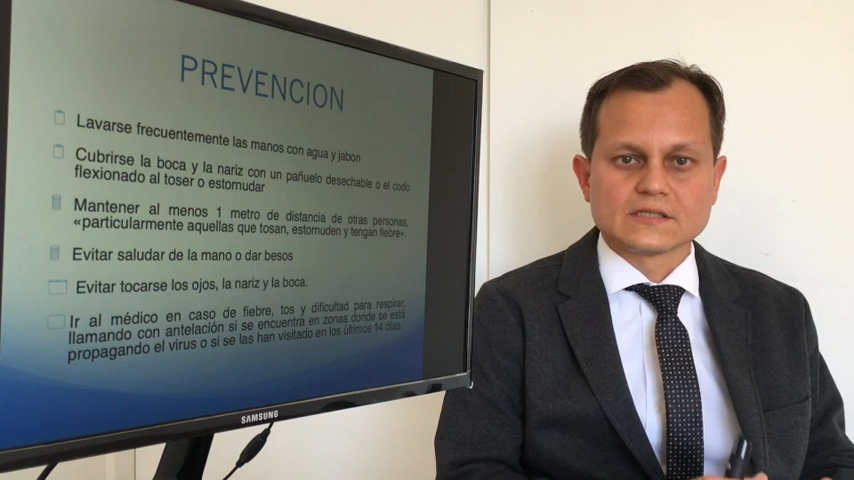 PREVENCION
Lavarse frecuentemente las manos con agua y jabon
Cubrirse la boca y la nariz con un pañuelo desechable o el codo
flexionado al toser o estornudar
Mantener al menos 1 metro de distancia de otras personas,
«particularmente aquellas que tosan, estornuden y tengan fiebre».
Evitar saludar de la mano o dar besos
Evitar tocarse los ojos, la nariz y la boca.
Ir al médico en caso de fiebre, tos y dificultad para respirar,
llamando con antelación si se encuentra en zonas donde se está
propagando el virus o si se las han visitado en los últimos 14 días.
SAMSUNG